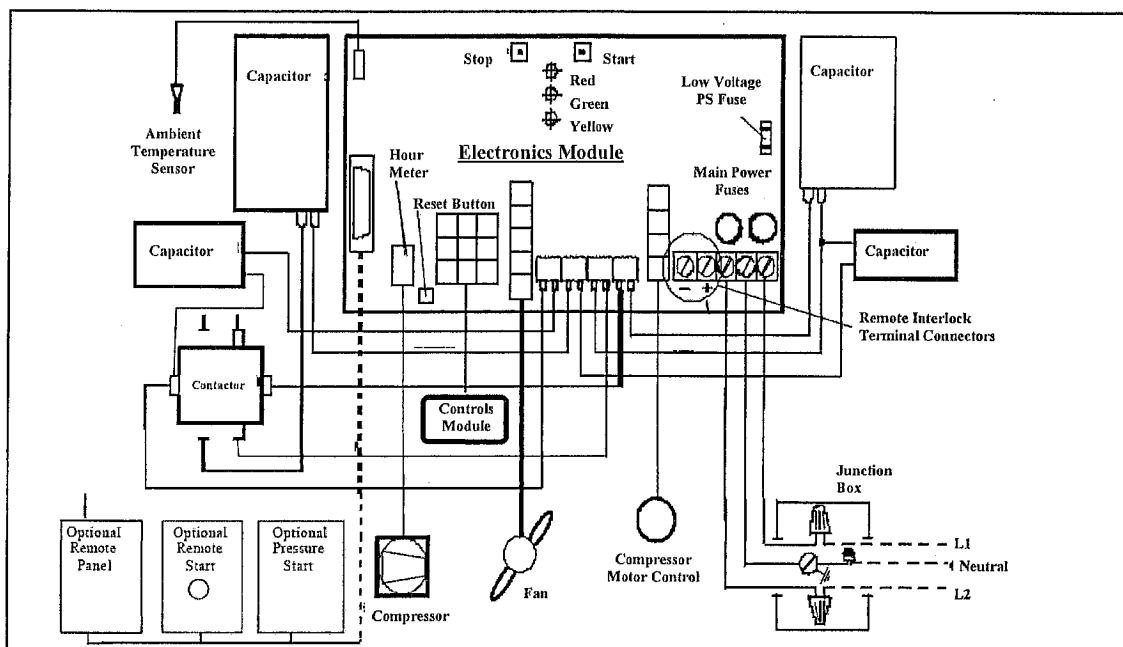 Stop
Start
Capacitor
Capacitor
Red
Low Voltage
PS Fuse
Green
Yellow
Ambient
Temperature
Sensor
Electronics Module
Hour
Meter
Main Power
Fuses
Reset Button
Capacitor
Capacitor
- +
Remote Interlock
Terminal Connectors
Contactor
Controls
Module
Junction
Box
Optional
Remote
Panel
Optional
Remote
Start
Optional
Pressure
Start
L1
Neutral
L2
Compressor
Motor Control
Fan
Compressor